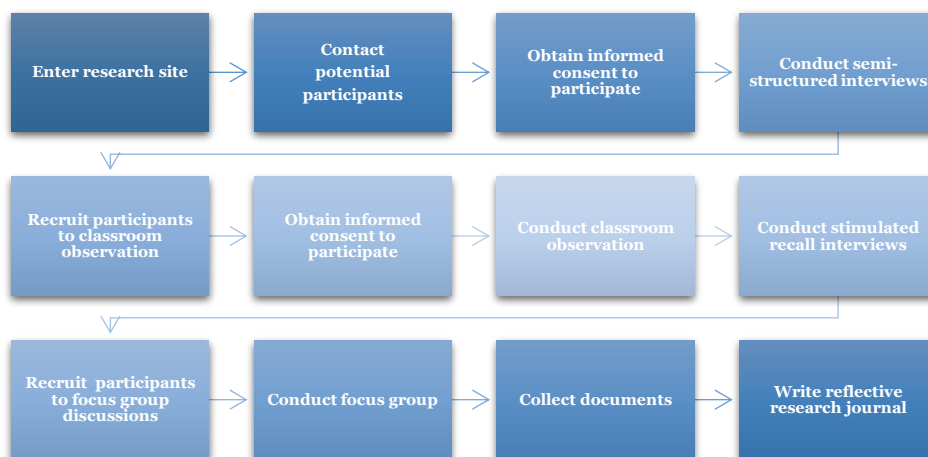 Enter research site
Contact
potential
participants
Obtain informed
consent to
participate
Conduct semi-
structured interviews
Recruit participants
to classroom
observation
Obtain informed
consent to
participate
Conduct classroom
observation
Conduct stimulated
recall interviews
Recruit participants
to focus group
discussions
Conduct focus group
Collect documents
Write reflective
research journal